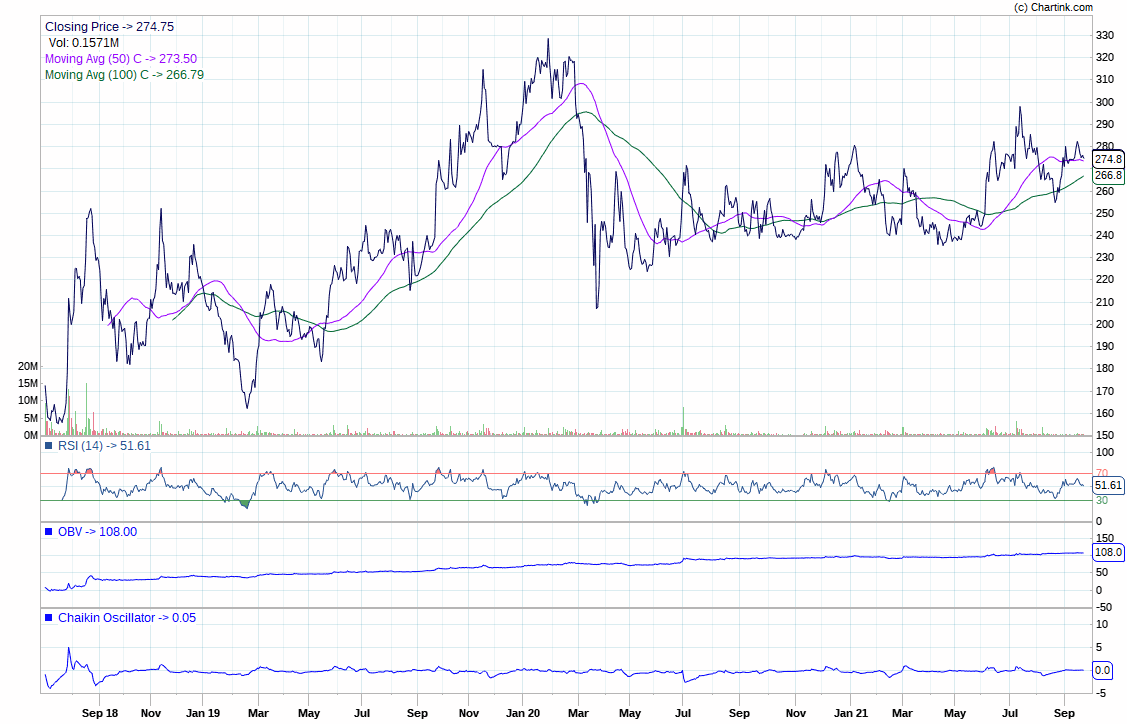 (c) Chartink.com
Closing Price -> 274.75
Vol: 0.1571M
Moving Avg (50) C -> 273.50
Moving Avg (100) C -> 266.79
330
320
310
300
290
280
274.8
266.8
260
250
240
230
220
210
200
190
180
170
160
150
20M
15M
10M
5M
0M
RSI (14) -> 51.61
100
70
51.61
30
0
OBV -> 108.00
150
108.0
50
0
-50
Chaikin Oscillator -> 0.05
10
5
0.0
-5
Sep 18 Nov Jan 19 Mar May Jul Sep Nov Jan 20 Mar May Jul Sep Nov Jan 21 Mar May Jul Sep